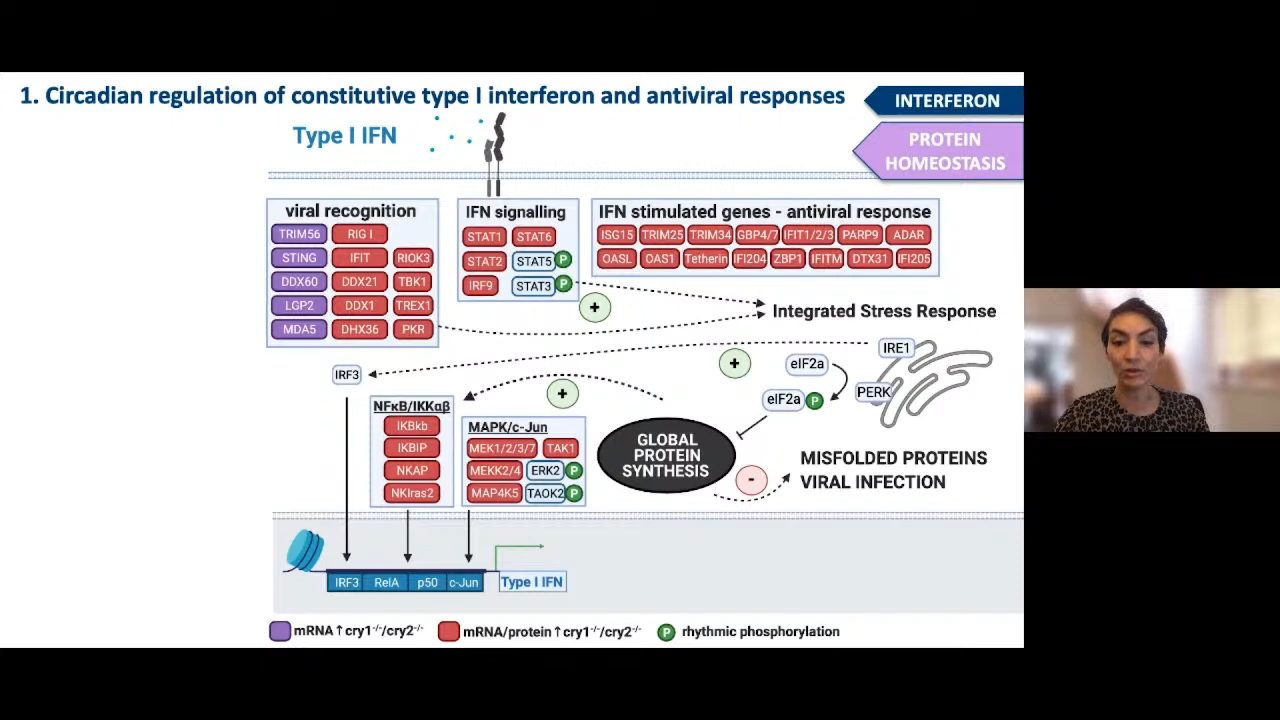 1. Circadian regulation of constitutive type I interferon and antiviral responses
INTERFERON
PROTEIN
HOMEOSTASIS
Type I IFN
viral recognition
TRIM56 RIG I
STING IFIT RIOK3
DDX60 DDX21 TBK1
LGP2 DDX1 TREX1
MDA5 DHX36 PKR
IFN signalling
STAT1 STAT6
STAT2 STAT5 P
IRF9 STAT3 P
IFN stimulated genes - antiviral response
ISG15 TRIM25 TRIM34 GBP4/7 IFIT1/2/3 PARP9 ADAR
OASL OAS1 Tetherin IFI204 ZBP1 IFITM DTX31 IFI205
+
Integrated Stress Response
IRF3
+
+
eIF2a
eIF2a P
IRE1
PERK
NFκB/IKKαβ
IKBkb
IKBIP
NKAP
NKIras2
MAPK/c-Jun
MEK1/2/3/7 TAK1
MEKK2/4 ERK2 P
MAP4K5 TAOK2 P
GLOBAL
PROTEIN
SYNTHESIS
-
MISFOLDED PROTEINS
VIRAL INFECTION
IRF3 RelA p50 c-Jun Type I IFN
mRNA↑cry1-/-/cry2-/- mRNA/protein↑cry1-/-/cry2-/- P rhythmic phosphorylation